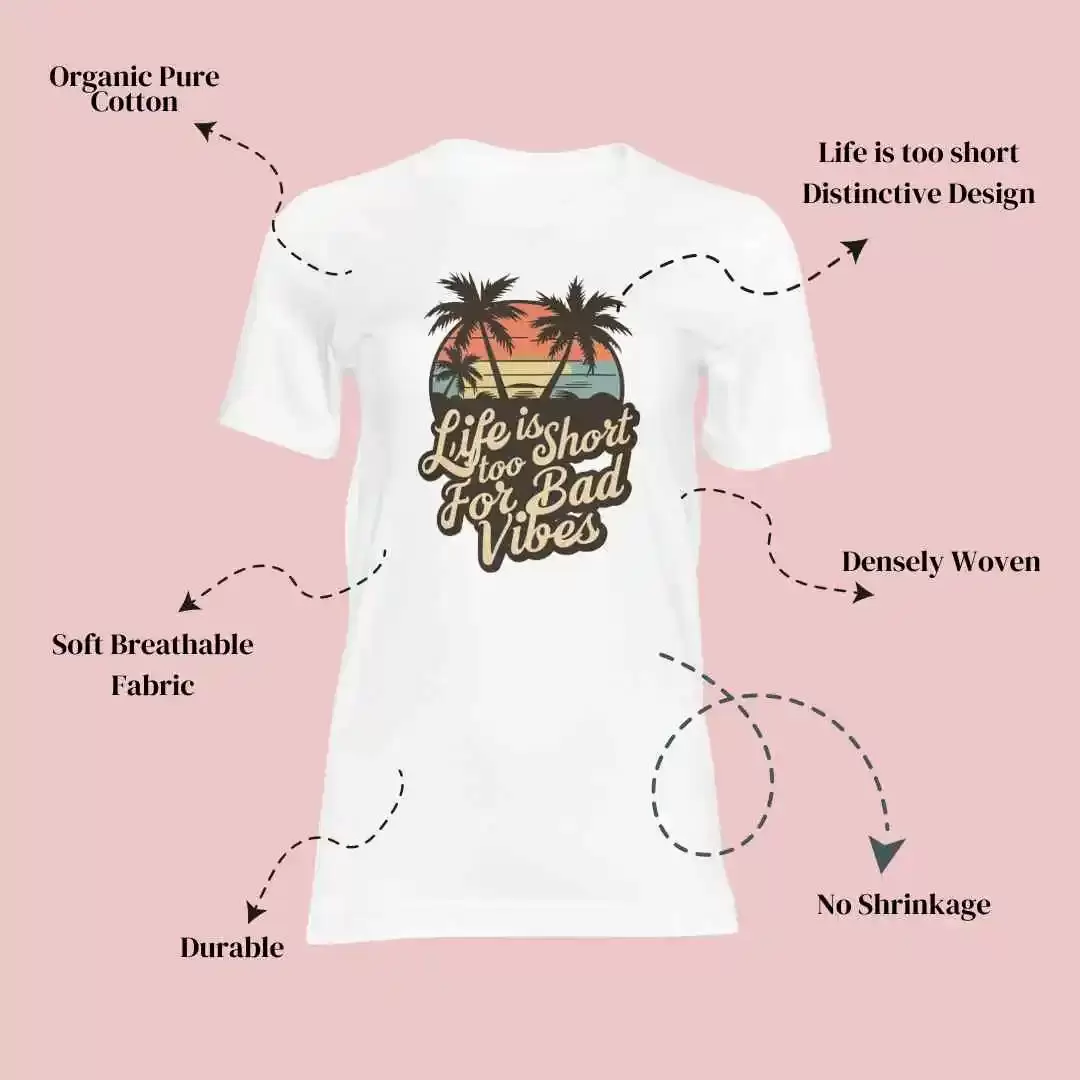 Organic Pure
Cotton
Life is too short
Distinctive Design
Life is Short
too
For Bad
Vibẽs
Densely Woven
Soft Breathable
Fabric
No Shrinkage
Durable